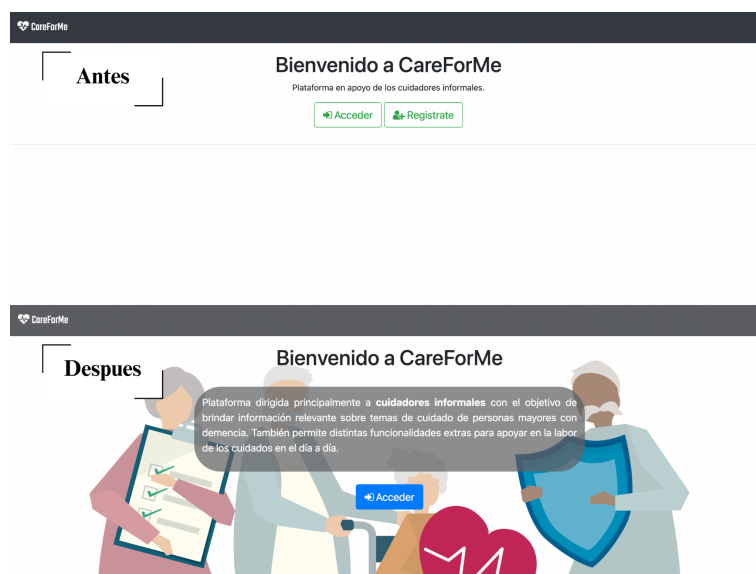 CareForMe
Antes
Bienvenido a CareForMe
Plataforma en apoyo de los cuidadores informales.
Acceder
Registrate
CareForMe
Despues
Bienvenido a CareForMe
Plataforma dirigida principalmente a cuidadores informales con el objetivo de
brindar información relevante sobre temas de cuidado de personas mayores con
demencia. También permite distintas funcionalidades extras para apoyar en la labor
de los cuidados en el día a día.
Acceder